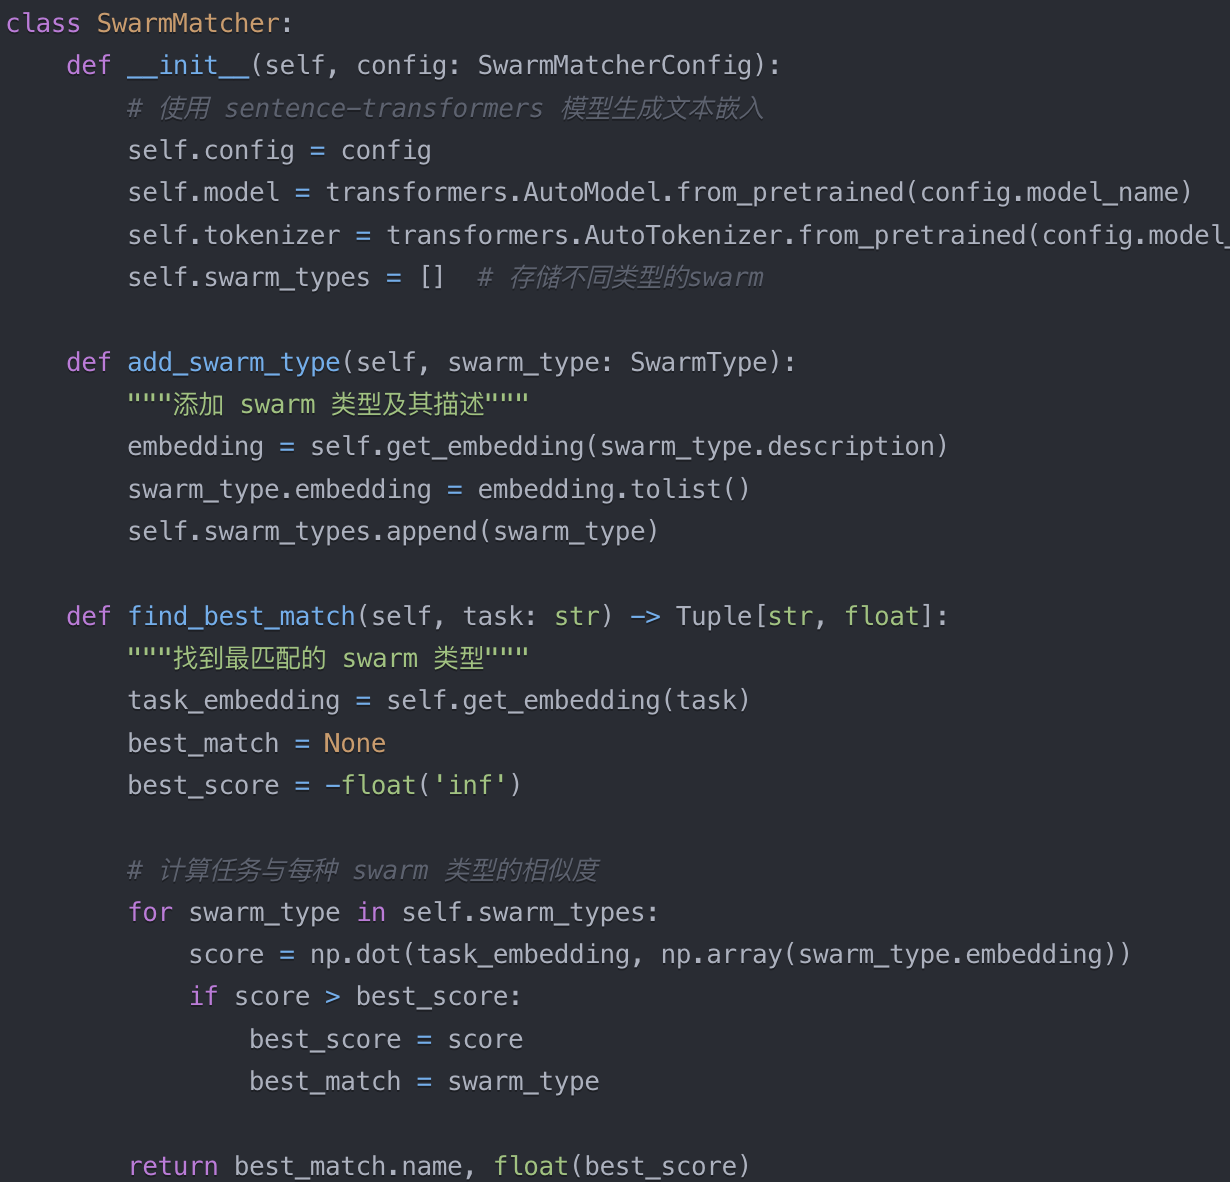 class SwarmMatcher:
    def __init__(self, config: SwarmMatcherConfig):
        # 使用 sentence-transformers 模型生成文本嵌入
        self.config = config
        self.model = transformers.AutoModel.from_pretrained(config.model_name)
        self.tokenizer = transformers.AutoTokenizer.from_pretrained(config.model_
        self.swarm_types = []  # 存储不同类型的swarm

    def add_swarm_type(self, swarm_type: SwarmType):
        """添加 swarm 类型及其描述"""
        embedding = self.get_embedding(swarm_type.description)
        swarm_type.embedding = embedding.tolist()
        self.swarm_types.append(swarm_type)

    def find_best_match(self, task: str) -> Tuple[str, float]:
        """找到最匹配的 swarm 类型"""
        task_embedding = self.get_embedding(task)
        best_match = None
        best_score = -float('inf')

        # 计算任务与每种 swarm 类型的相似度
        for swarm_type in self.swarm_types:
            score = np.dot(task_embedding, np.array(swarm_type.embedding))
            if score > best_score:
                best_score = score
                best_match = swarm_type

        return best_match.name, float(best_score)